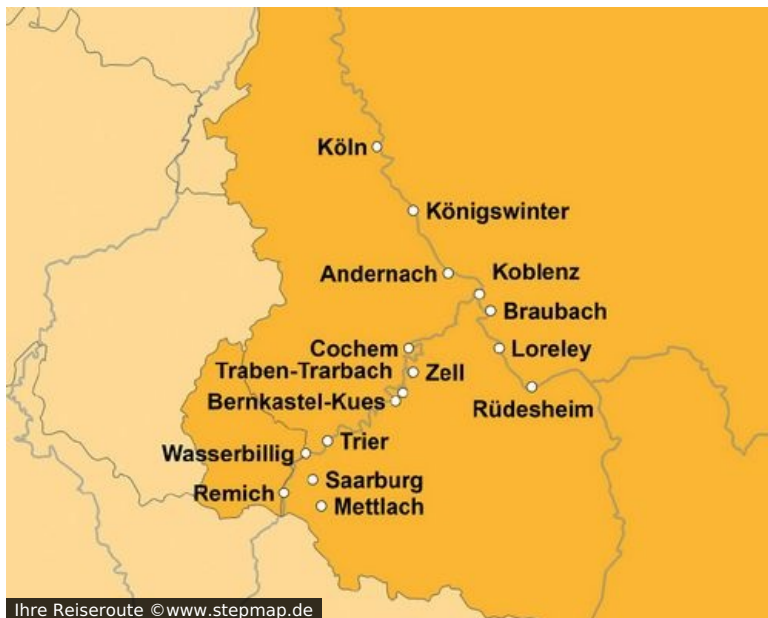 Köln
Königswinter
Andernach
Koblenz
Braubach
Cochem
Loreley
Traben-Trarbach
Zell
Bernkastel-Kues
Rüdesheim
Trier
Wasserbillig
Saarburg
Remich
Mettlach
Ihre Reiseroute ©www.stepmap.de